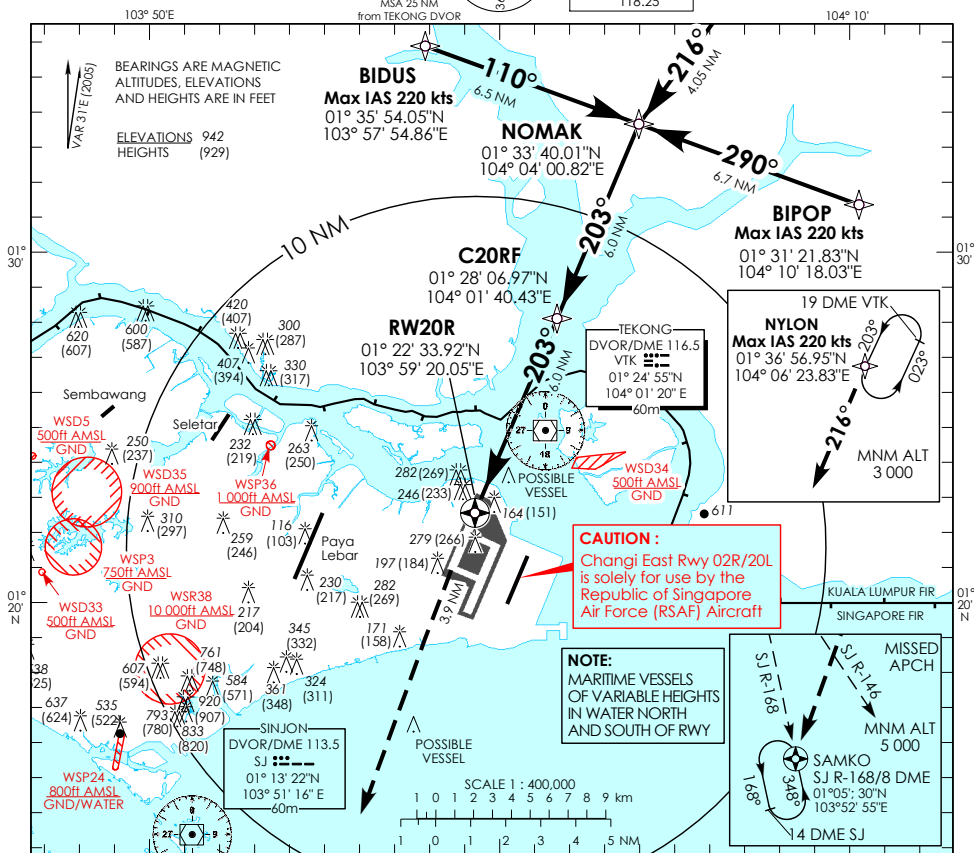 MSA 25 NM
from TEKONG DVOR
36
118.25
103° 50'E
104° 10'
VAR 31'E (2005)
BEARINGS ARE MAGNETIC
ALTITUDES, ELEVATIONS
AND HEIGHTS ARE IN FEET
ELEVATIONS 942
HEIGHTS (929)
BIDUS
Max IAS 220 kts
01° 35' 54.05"N
103° 57' 54.86"E
110°
6.5 NM
216°
4.05 NM
NOMAK
01° 33' 40.01"N
104° 04' 00.82"E
290°
6.7 NM
BIPOP
Max IAS 220 kts
01° 31' 21.83"N
104° 10' 18.03"E
10 NM
203°
6.0 NM
01°
30'
01°
30'
C20RF
01° 28' 06.97"N
104° 01' 40.43"E
RW20R
01° 22' 33.92"N
103° 59' 20.05"E
203°
6.0 NM
TEKONG
DVOR/DME 116.5
VTK
01° 24' 55"N
104° 01' 20" E
60m
19 DME VTK
NYLON
Max IAS 220 kts
01° 36' 56.95"N
104° 06' 23.83"E
203°
023°
216°
MNM ALT
3 000
620
(607)
600
(587)
420
(407)
300
(287)
407
(394)
330
(317)
Sembawang
Seletar
WSD5
500ft AMSL
GND
250
(237)
232
(219)
263
(250)
WSD35
900ft AMSL
GND
WSP36
1 000ft AMSL
GND
282 (269)
246 (233)
0
9
18
27
POSSIBLE
VESSEL
WSD34
500ft AMSL
GND
164 (151)
611
310
(297)
259
(246)
116
(103)
Paya
Lebar
279 (266)
197 (184)
WSP3
750ft AMSL
GND
CAUTION :
Changi East Rwy 02R/20L
is solely for use by the
Republic of Singapore
Air Force (RSAF) Aircraft
WSD33
500ft AMSL
GND
WSR38
10 000ft AMSL
GND
230
(217)
282
(269)
217
(204)
171
(158)
3.9 NM
KUALA LUMPUR FIR
SINGAPORE FIR
01°
20'
N
01°
20'
N
38
525)
607
(594)
761
(748)
345
(332)
584
(571)
361
(348)
324
(311)
637
(624)
535
(522)
793
(780)
920
(907)
833
(820)
NOTE:
MARITIME VESSELS
OF VARIABLE HEIGHTS
IN WATER NORTH
AND SOUTH OF RWY
SINJON
DVOR/DME 113.5
SJ
01° 13' 22"N
103° 51' 16" E
60m
POSSIBLE
VESSEL
WSP24
800ft AMSL
GND/WATER
0
9
27
SCALE 1 : 400,000
1 0 1 2 3 4 5 6 7 8 9 km
1 0 1 2 3 4 5 NM
MISSED
APCH
SJ R-168
SJ R-146
MNM ALT
5 000
SAMKO
SJ R-168/8 DME
01°05'; 30"N
103°52' 55"E
168°
348°
14 DME SJ